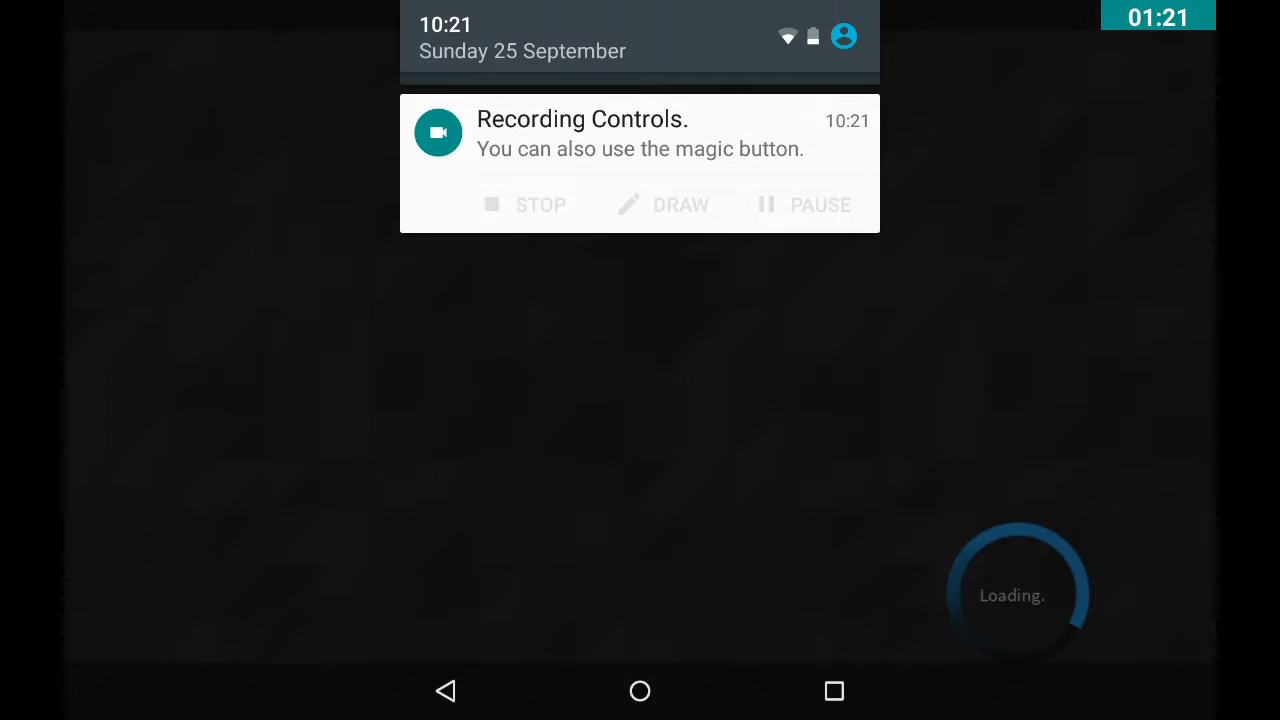 10:21
01:21
Sunday 25 September
Recording Controls.
10:21
You can also use the magic button.
STOP
DRAW
PAUSE
Loading.